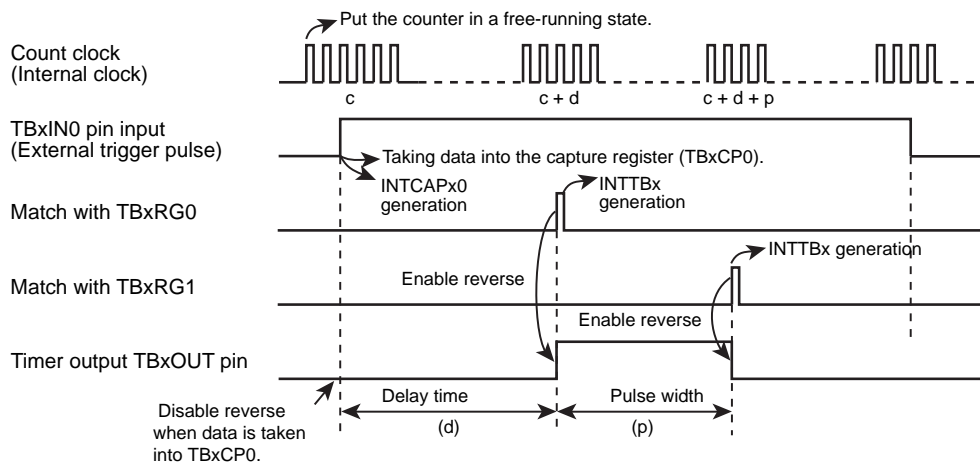 Put the counter in a free-running state.
Count clock
(Internal clock)
c
c + d
c + d + p
TBxIN0 pin input
(External trigger pulse)
Taking data into the capture register (TBxCP0).
INTCAPx0
generation
INTTBx
generation
Match with TBxRG0
INTTBx generation
Enable reverse
Match with TBxRG1
Enable reverse
Timer output TBxOUT pin
Disable reverse
when data is taken
into TBxCP0.
Delay time
(d)
Pulse width
(p)